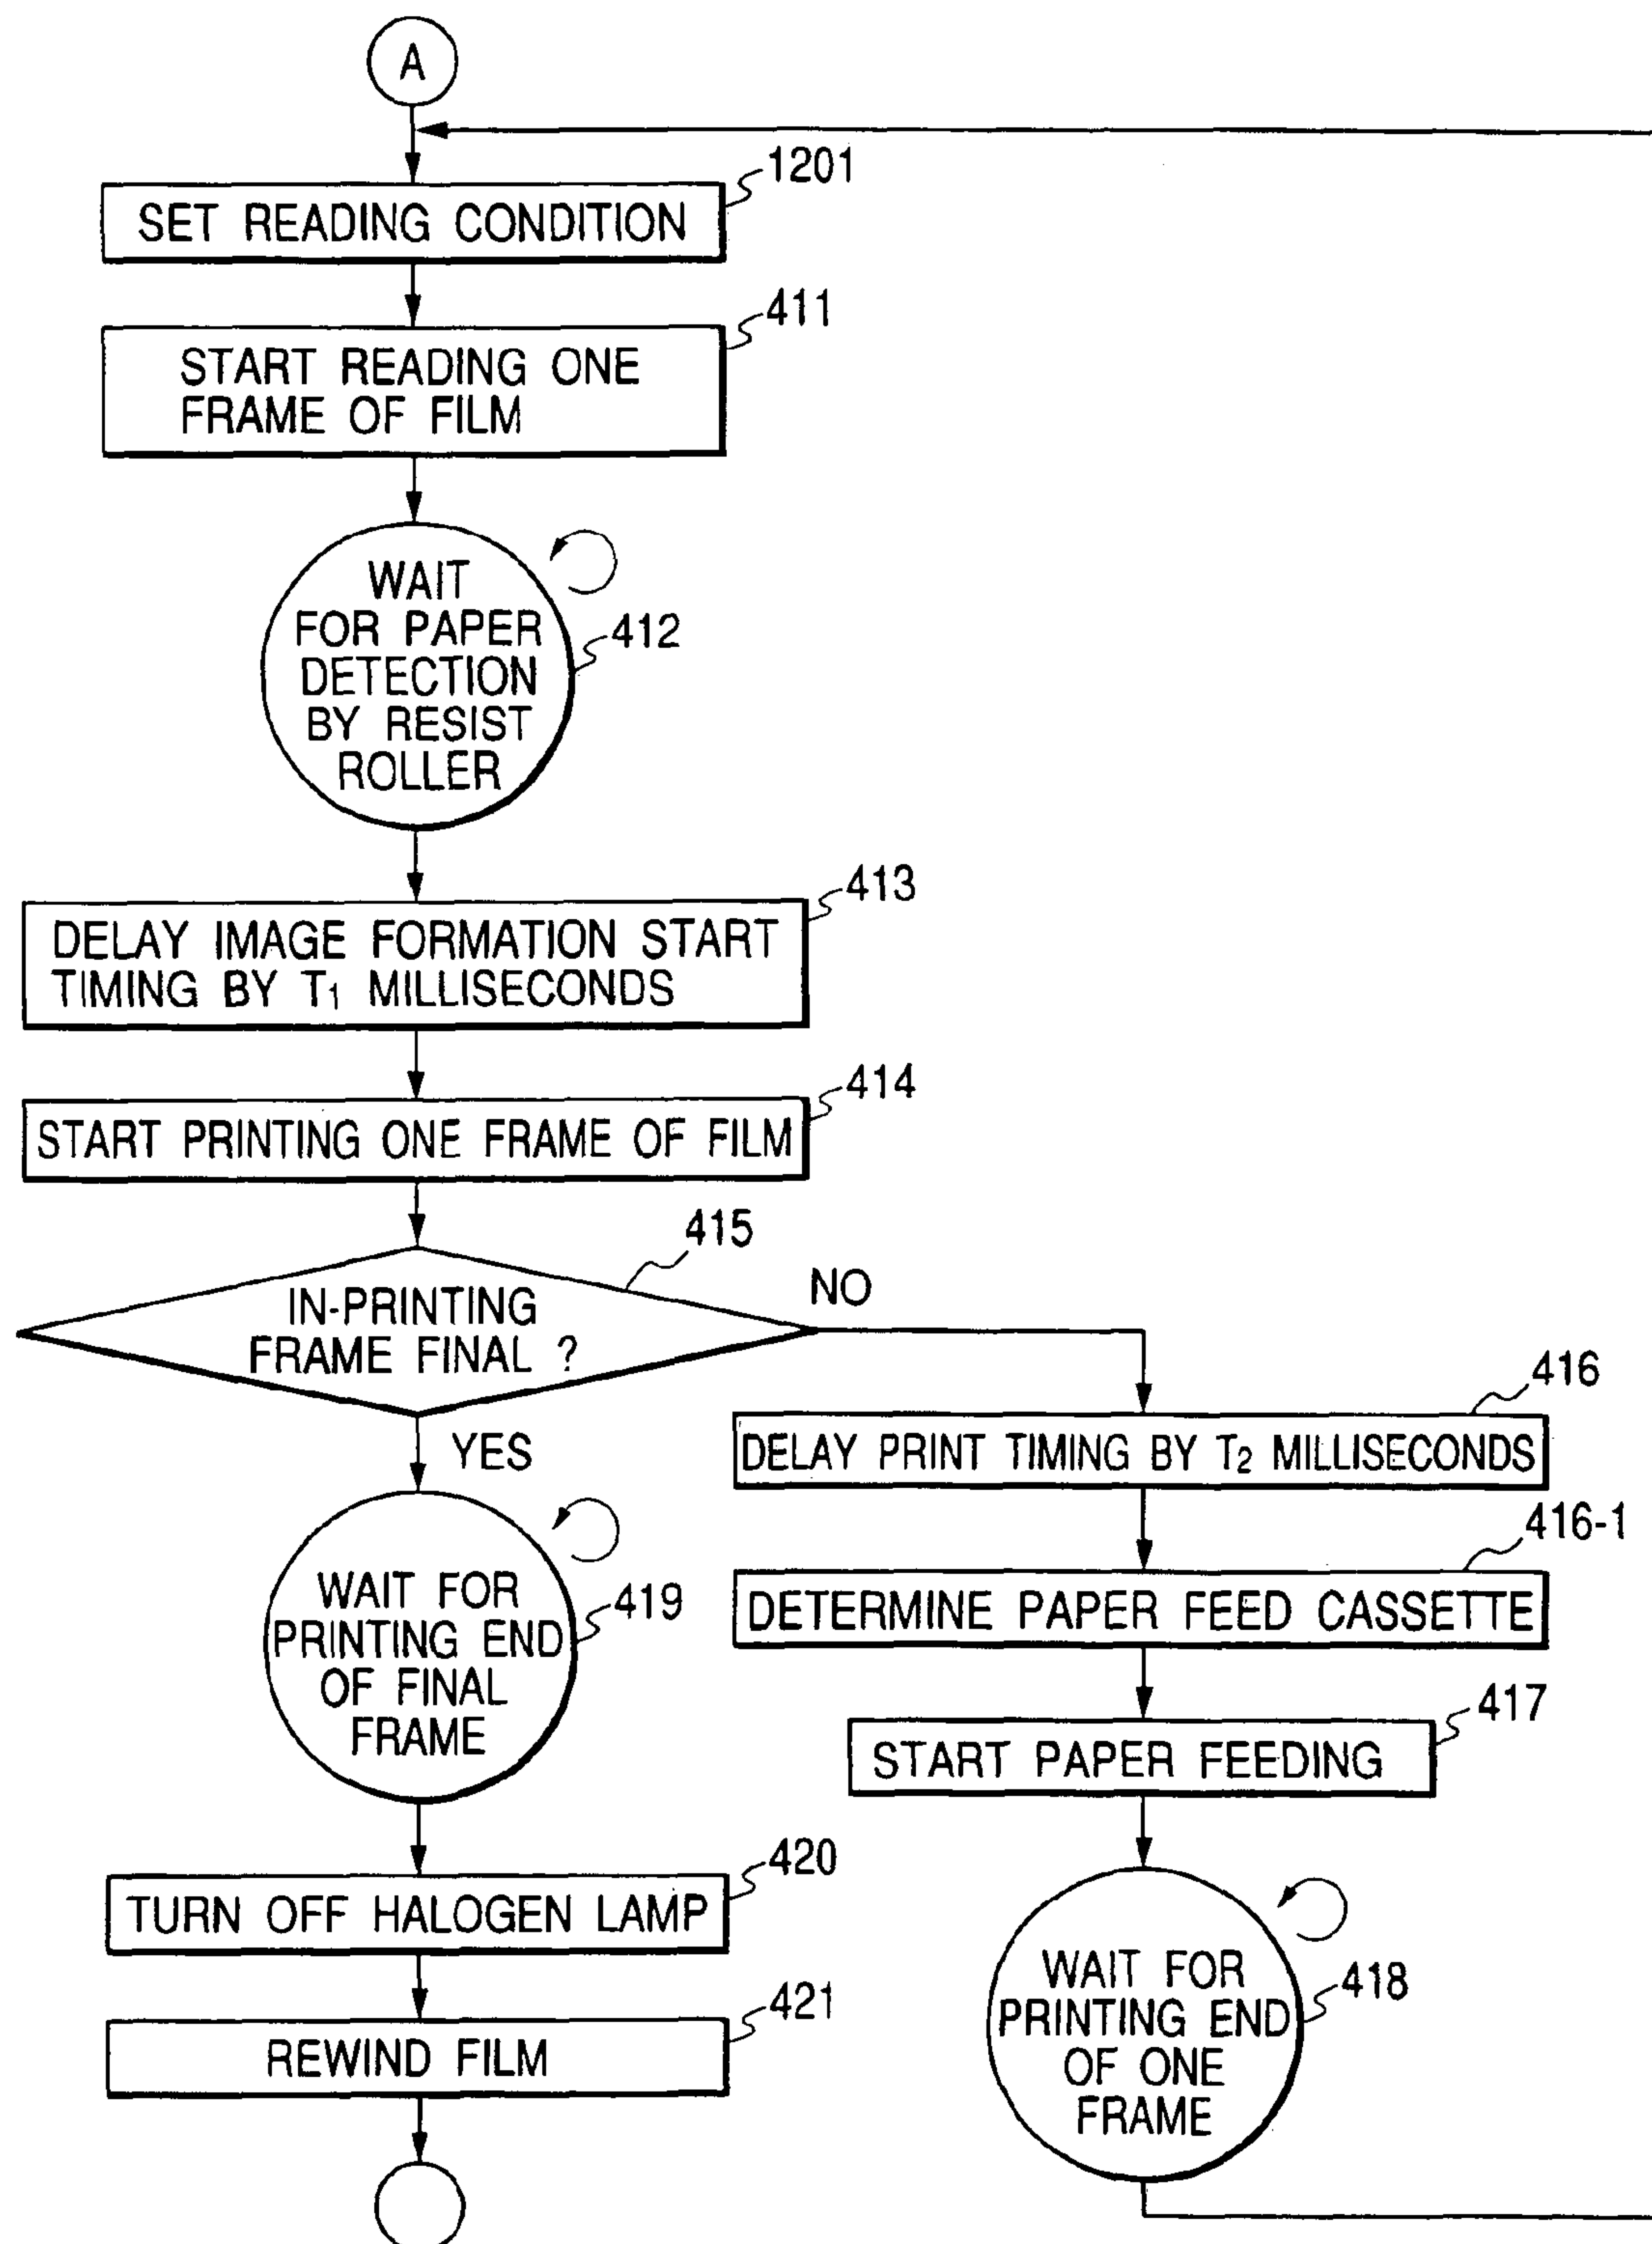 A
1201
SET READING CONDITION
411
START READING ONE
FRAME OF FILM
WAIT
FOR PAPER
DETECTION
BY RESIST
ROLLER
412
413
DELAY IMAGE FORMATION START
TIMING BY T1 MILLISECONDS
414
START PRINTING ONE FRAME OF FILM
415
IN-PRINTING
FRAME FINAL ?
NO
YES
416
DELAY PRINT TIMING BY T2 MILLISECONDS
416-1
DETERMINE PAPER FEED CASSETTE
417
START PAPER FEEDING
WAIT FOR
PRINTING END
OF ONE
FRAME
418
WAIT FOR
PRINTING END
OF FINAL
FRAME
419
420
TURN OFF HALOGEN LAMP
421
REWIND FILM